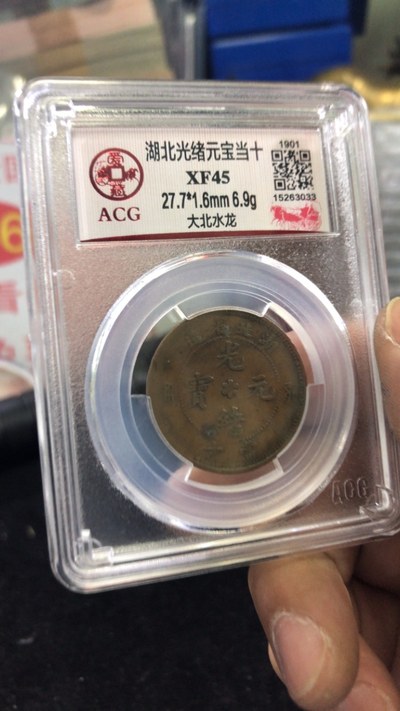 湖北光绪元宝当十
1901
XF45
27.7*1.6mm 6.9g
15263033
大北水龙
ACG
光
元
緒
寶
ACG
6